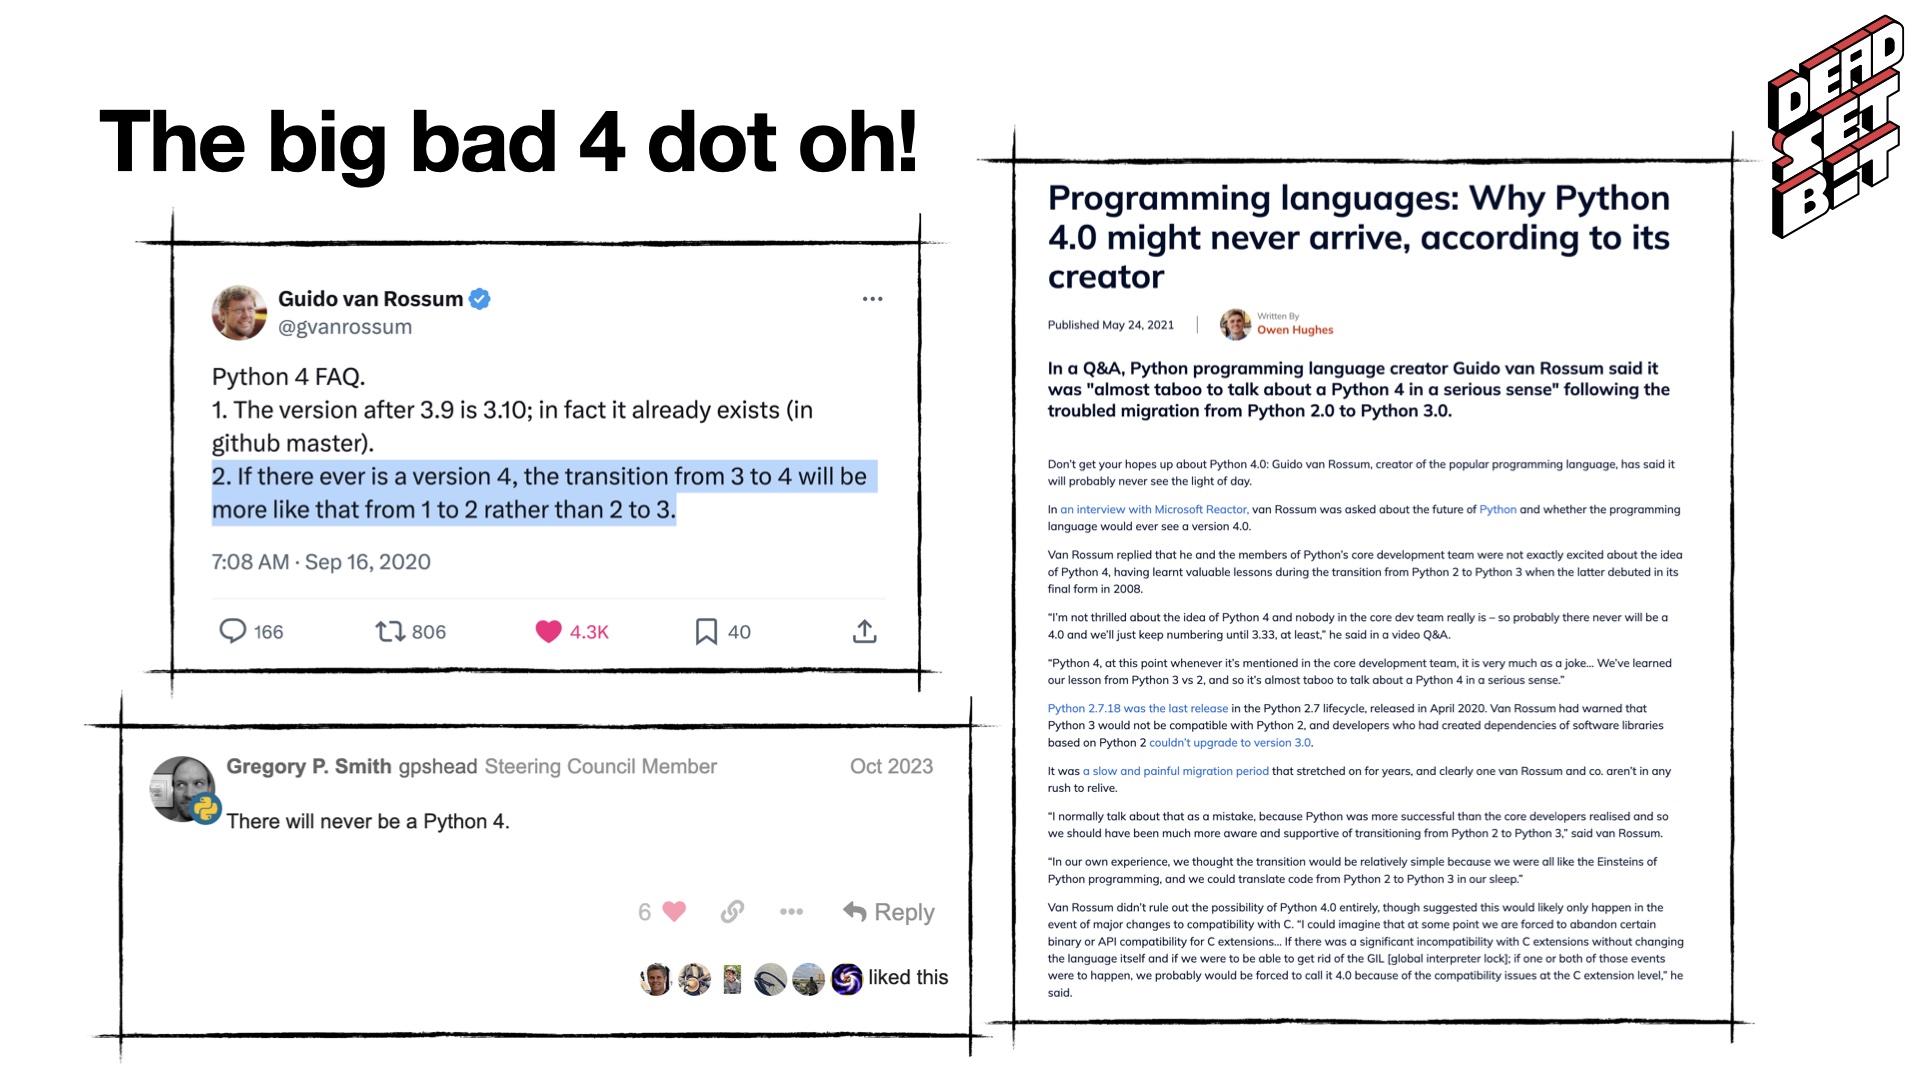 The big bad 4 dot oh!
DEAD
SET
BET
Guido van Rossum
@gvanrossum
Python 4 FAQ.
1. The version after 3.9 is 3.10; in fact it already exists (in
github master).
2. If there ever is a version 4, the transition from 3 to 4 will be
more like that from 1 to 2 rather than 2 to 3.
7:08 AM · Sep 16, 2020
166 806 4.3K 40
Gregory P. Smith gpshead Steering Council Member Oct 2023
There will never be a Python 4.
6 Reply
liked this
Programming languages: Why Python
4.0 might never arrive, according to its
creator
Published May 24, 2021
Written By
Owen Hughes
In a Q&A, Python programming language creator Guido van Rossum said it
was "almost taboo to talk about a Python 4 in a serious sense" following the
troubled migration from Python 2.0 to Python 3.0.
Don't get your hopes up about Python 4.0: Guido van Rossum, creator of the popular programming language, has said it
will probably never see the light of day.
In an interview with Microsoft Reactor, van Rossum was asked about the future of Python and whether the programming
language would ever see a version 4.0.
Van Rossum replied that he and the members of Python's core development team were not exactly excited about the idea
of Python 4, having learnt valuable lessons during the transition from Python 2 to Python 3 when the latter debuted in its
final form in 2008.
"I'm not thrilled about the idea of Python 4 and nobody in the core dev team really is – so probably there never will be a
4.0 and we'll just keep numbering until 3.33, at least," he said in a video Q&A.
"Python 4, at this point whenever it's mentioned in the core development team, it is very much as a joke... We've learned
our lesson from Python 3 vs 2, and so it's almost taboo to talk about a Python 4 in a serious sense."
Python 2.7.18 was the last release in the Python 2.7 lifecycle, released in April 2020. Van Rossum had warned that
Python 3 would not be compatible with Python 2, and developers who had created dependencies of software libraries
based on Python 2 couldn't upgrade to version 3.0.
It was a slow and painful migration period that stretched on for years, and clearly one van Rossum and co. aren't in any
rush to relive.
"I normally talk about that as a mistake, because Python was more successful than the core developers realised and so
we should have been much more aware and supportive of transitioning from Python 2 to Python 3," said van Rossum.
"In our own experience, we thought the transition would be relatively simple because we were all like the Einsteins of
Python programming, and we could translate code from Python 2 to Python 3 in our sleep."
Van Rossum didn't rule out the possibility of Python 4.0 entirely, though suggested this would likely only happen in the
event of major changes to compatibility with C. "I could imagine that at some point we are forced to abandon certain
binary or API compatibility for C extensions... If there was a significant incompatibility with C extensions without changing
the language itself and if we were to be able to get rid of the GIL [global interpreter lock]; if one or both of those events
were to happen, we probably would be forced to call it 4.0 because of the compatibility issues at the C extension level," he
said.